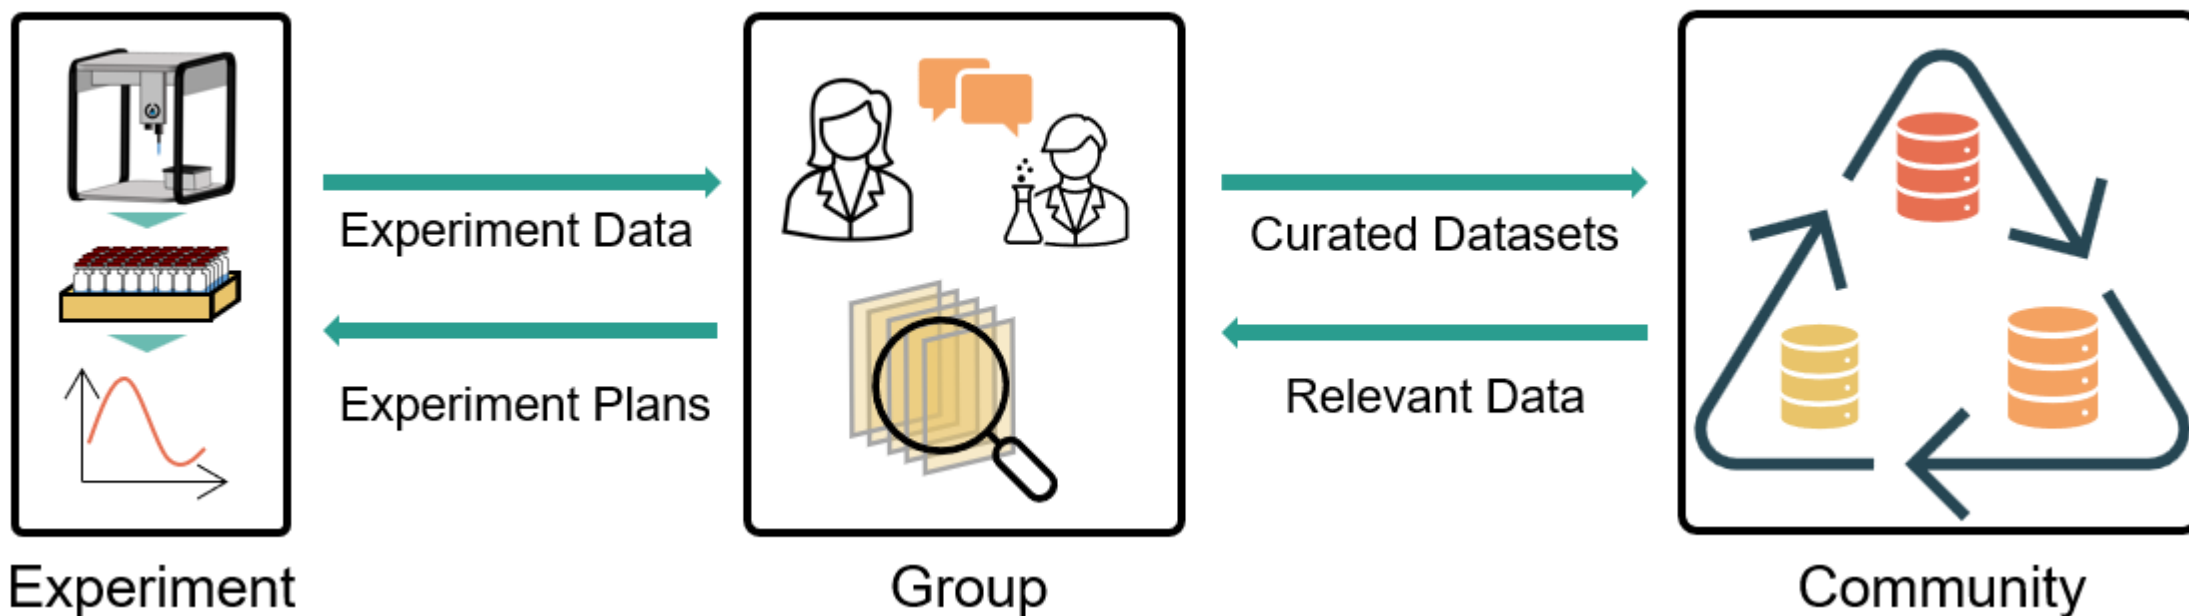 Experiment Data
Experiment Plans
Curated Datasets
Relevant Data
Experiment
Group
Community